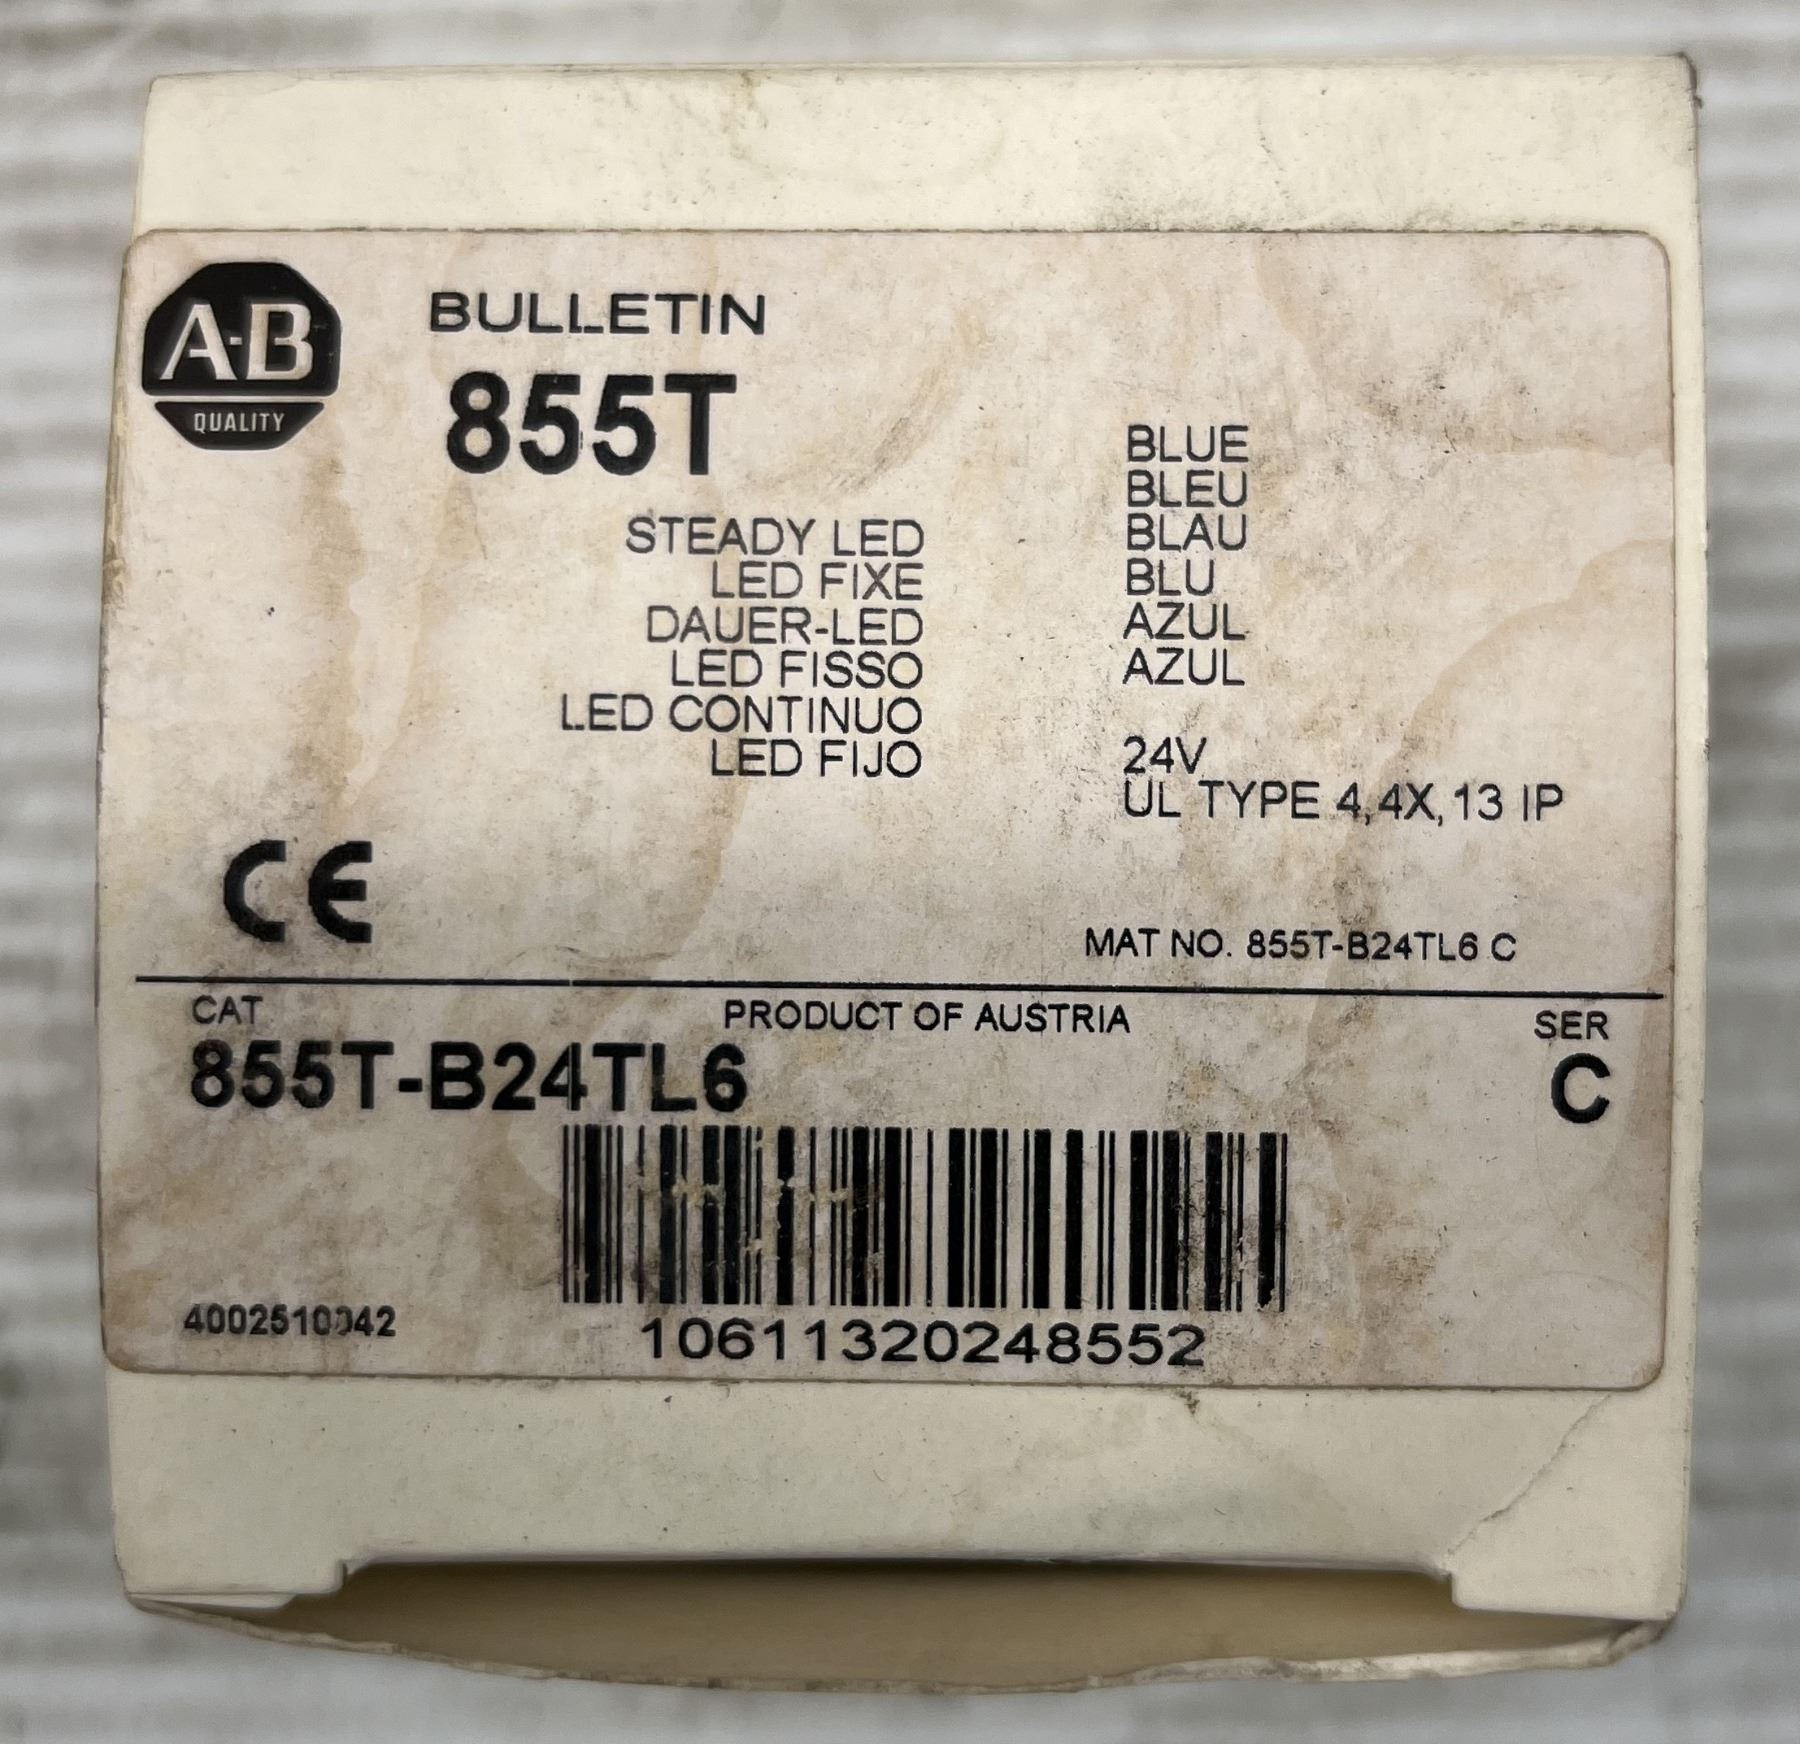 A-B
QUALITY
BULLETIN
855T
STEADY LED
LED FIXE
DAUER-LED
LED FISSO
LED CONTINUO
LED FIJO
BLUE
BLEU
BLAU
BLU
AZUL
AZUL
24V
UL TYPE 4,4X,13 IP
CE
MAT NO. 855T-B24TL6 C
CAT
855T-B24TL6
PRODUCT OF AUSTRIA
SER
C
10611320248552
4002510042